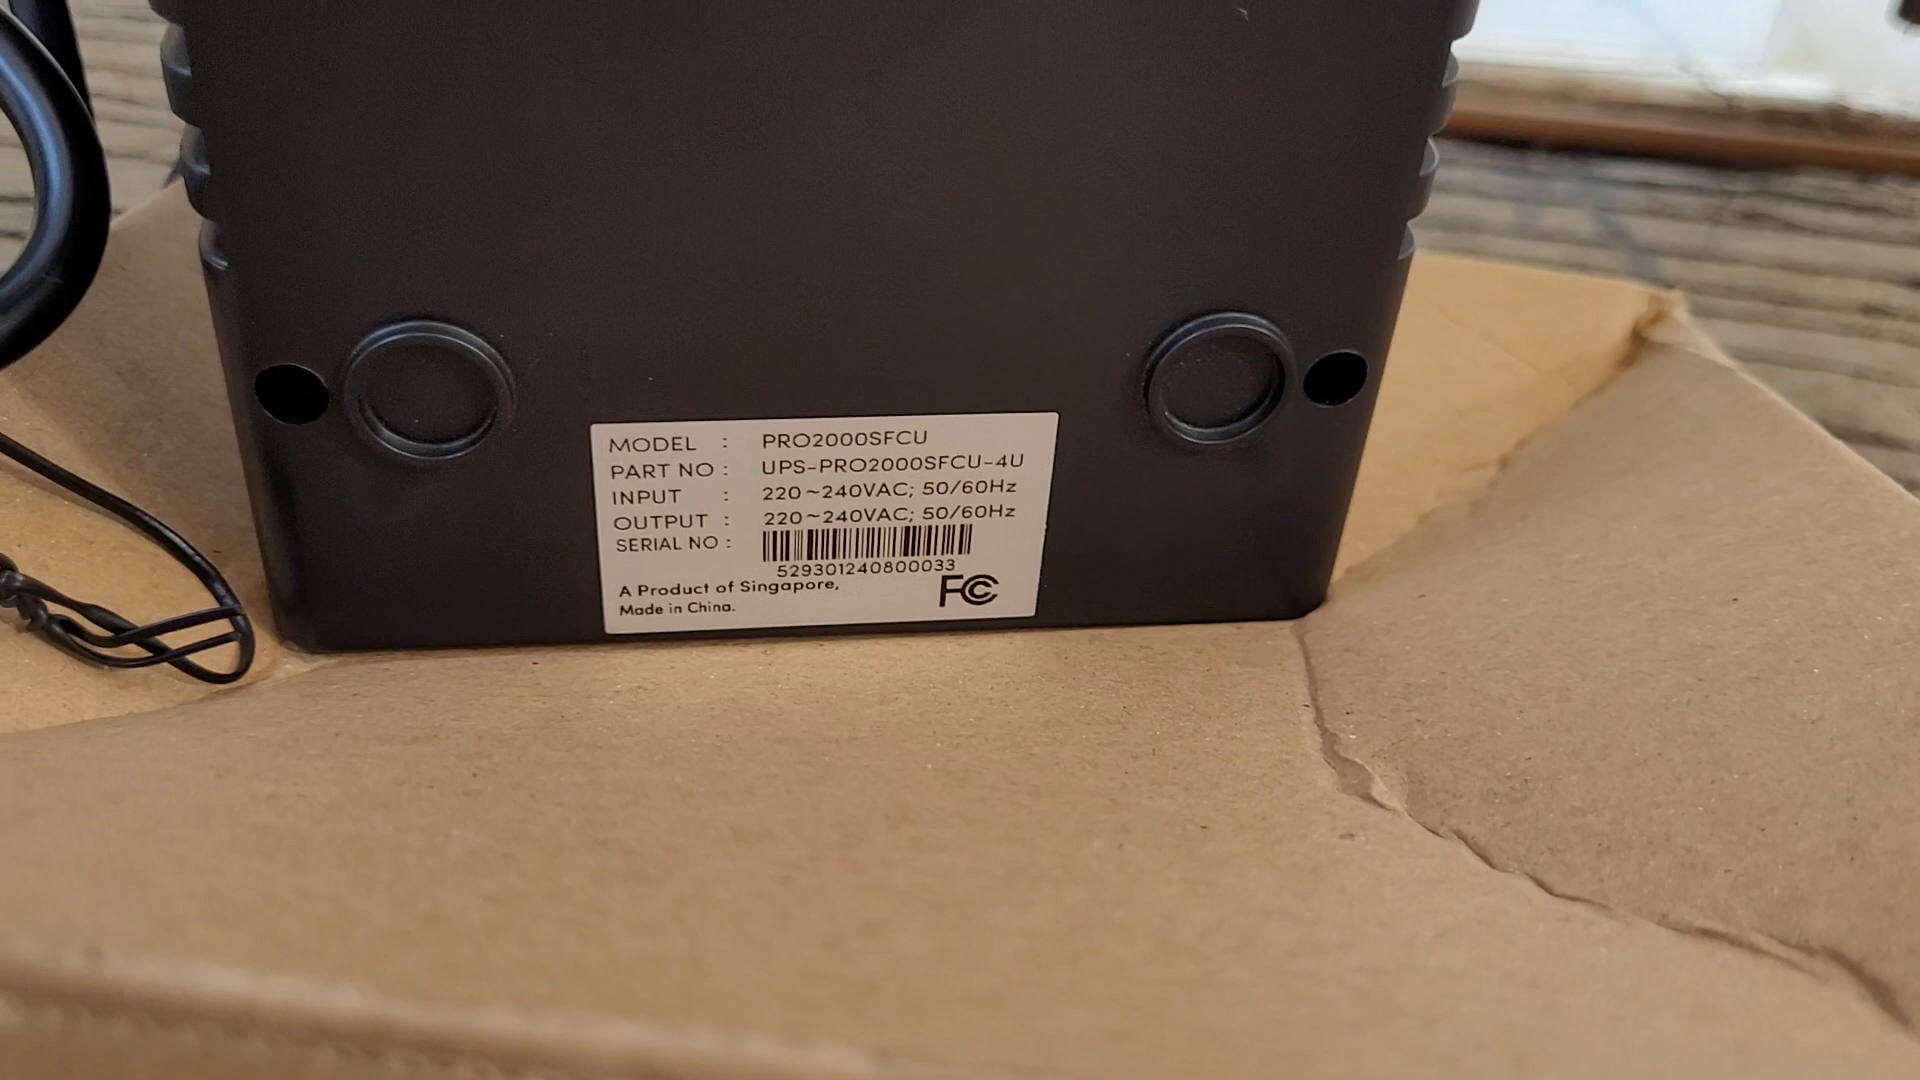 MODEL : PRO2000SFCU
PART NO : UPS-PRO2000SFCU-4U
INPUT : 220~240VAC; 50/60Hz
OUTPUT : 220~240VAC; 50/60Hz
SERIAL NO :
529301240800033
A Product of Singapore,
Made in China.
FC